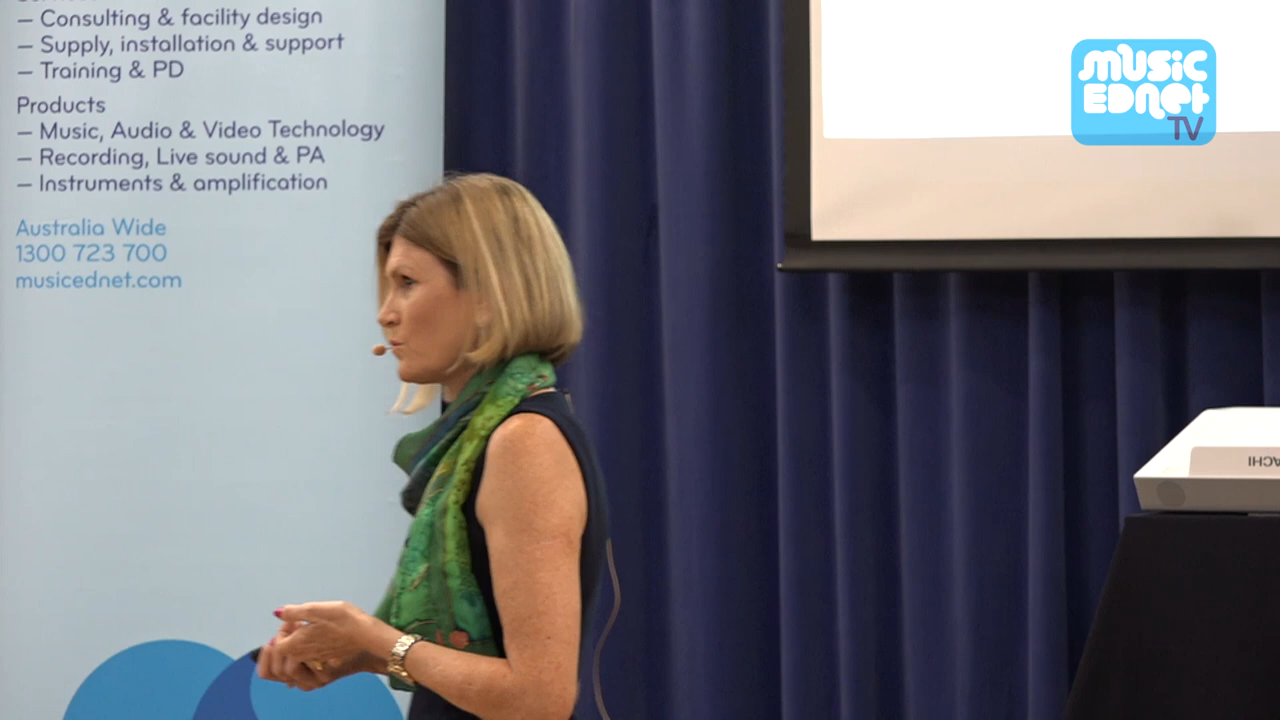 – Consulting & facility design
– Supply, installation & support
– Training & PD
Products
– Music, Audio & Video Technology
– Recording, Live sound & PA
– Instruments & amplification
Australia Wide
1300 723 700
musicednet.com
music
EDnet
TV